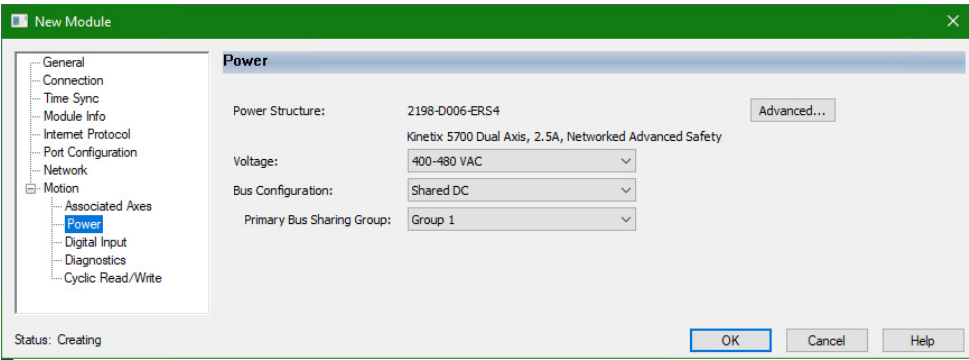 New Module
General
Connection
Time Sync
Module Info
Internet Protocol
Port Configuration
Network
Motion
Associated Axes
Power
Digital Input
Diagnostics
Cyclic Read/Write
Power
Power Structure: 2198-D006-ERS4 Advanced...
Kinetix 5700 Dual Axis, 2.5A, Networked Advanced Safety
Voltage: 400-480 VAC
Bus Configuration: Shared DC
Primary Bus Sharing Group: Group 1
Status: Creating
OK Cancel Help